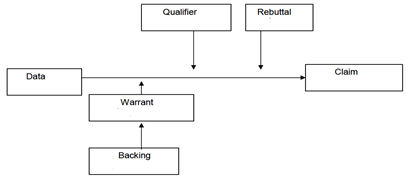 Qualifier
Rebuttal
Data
Claim
Warrant
Backing